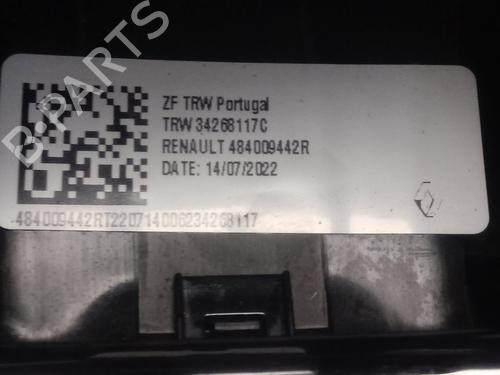 B-PARTS
ZF TRW Portugal
TRW 34268117C
RENAULT 484009442R
DATE: 14/07/2022
484009442RT220714006234268117